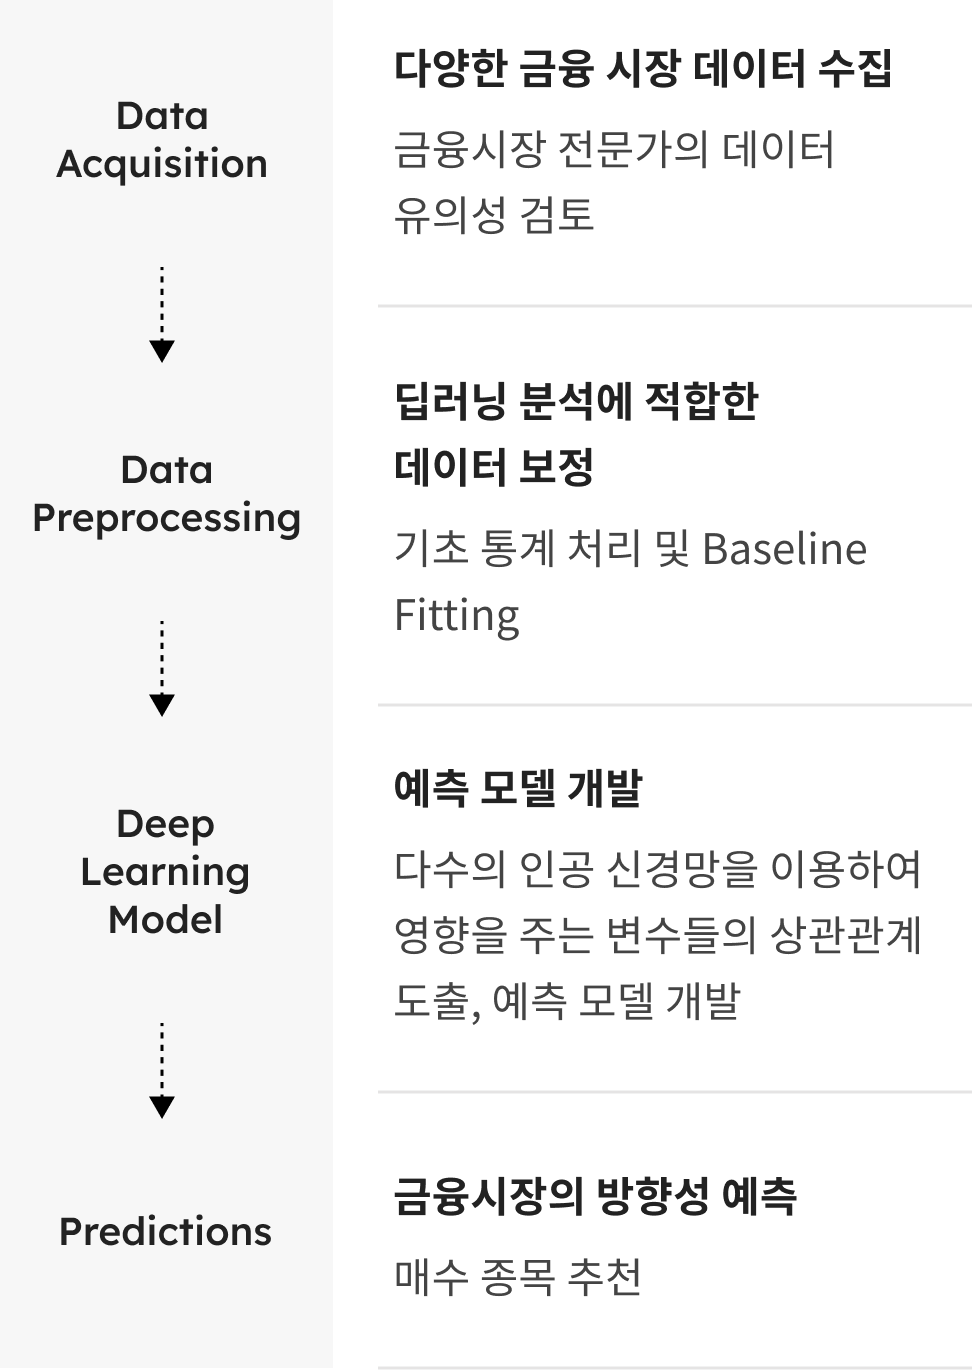 Data
Acquisition
다양한 금융 시장 데이터 수집
금융시장 전문가의 데이터
유의성 검토
Data
Preprocessing
딥러닝 분석에 적합한
데이터 보정
기초 통계 처리 및 Baseline
Fitting
Deep
Learning
Model
예측 모델 개발
다수의 인공 신경망을 이용하여
영향을 주는 변수들의 상관관계
도출, 예측 모델 개발
Predictions
금융시장의 방향성 예측
매수 종목 추천